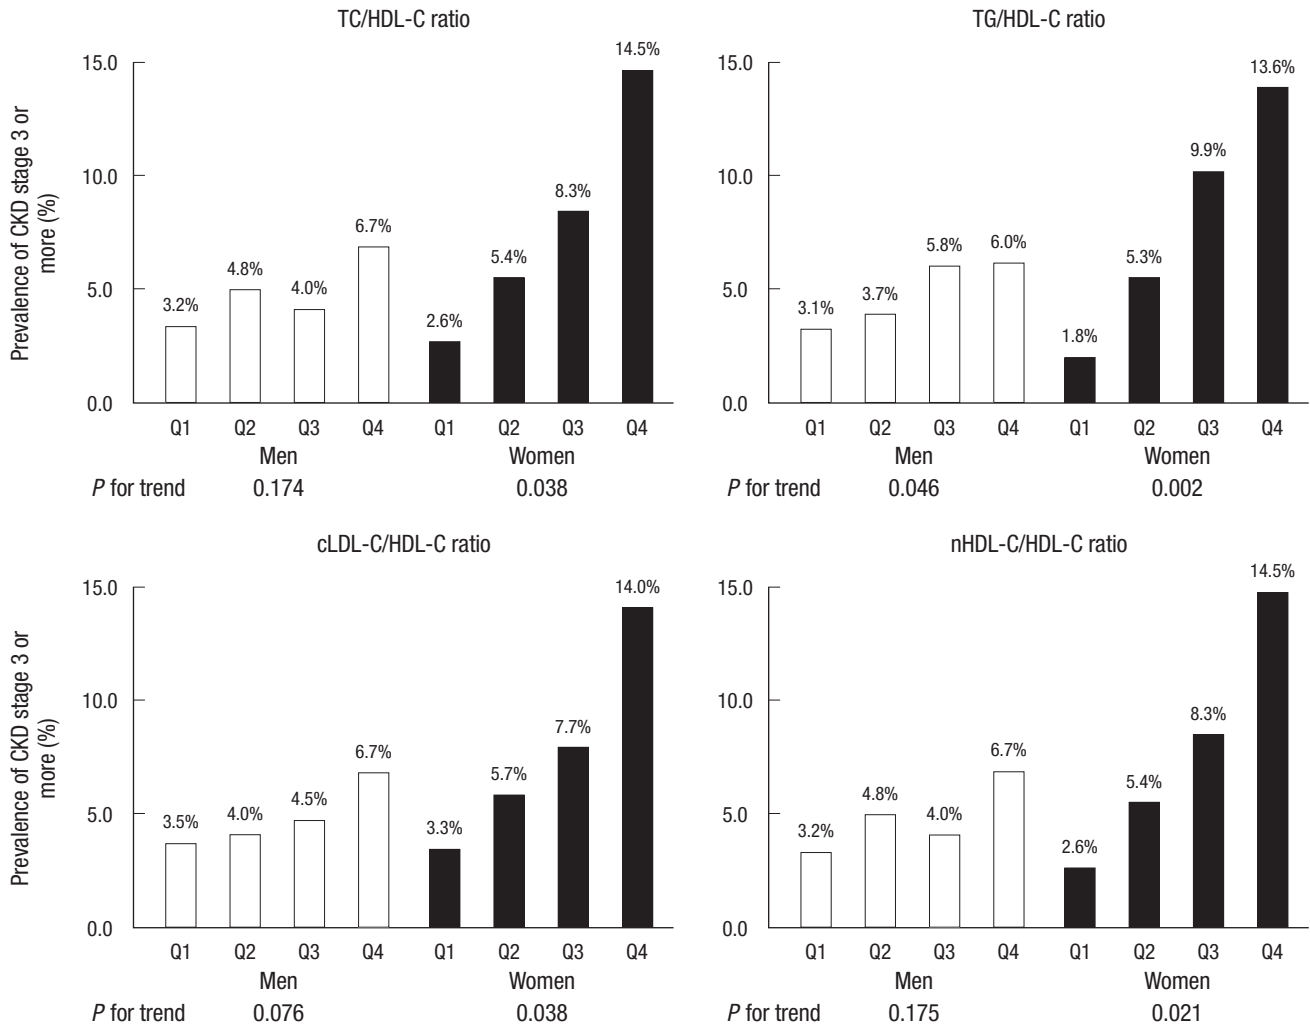 TC/HDL-C ratio
Prevalence of CKD stage 3 or
more (%)
15.0
10.0
5.0
0.0
3.2%
4.8%
4.0%
6.7%
2.6%
5.4%
8.3%
14.5%
Q1 Q2 Q3 Q4 Q1 Q2 Q3 Q4
Men Women
P for trend 0.174 0.038
TG/HDL-C ratio
15.0
10.0
5.0
0.0
3.1%
3.7%
5.8%
6.0%
1.8%
5.3%
9.9%
13.6%
Q1 Q2 Q3 Q4 Q1 Q2 Q3 Q4
Men Women
P for trend 0.046 0.002
cLDL-C/HDL-C ratio
Prevalence of CKD stage 3 or
more (%)
15.0
10.0
5.0
0.0
3.5%
4.0%
4.5%
6.7%
3.3%
5.7%
7.7%
14.0%
Q1 Q2 Q3 Q4 Q1 Q2 Q3 Q4
Men Women
P for trend 0.076 0.038
nHDL-C/HDL-C ratio
15.0
10.0
5.0
0.0
3.2%
4.8%
4.0%
6.7%
2.6%
5.4%
8.3%
14.5%
Q1 Q2 Q3 Q4 Q1 Q2 Q3 Q4
Men Women
P for trend 0.175 0.021